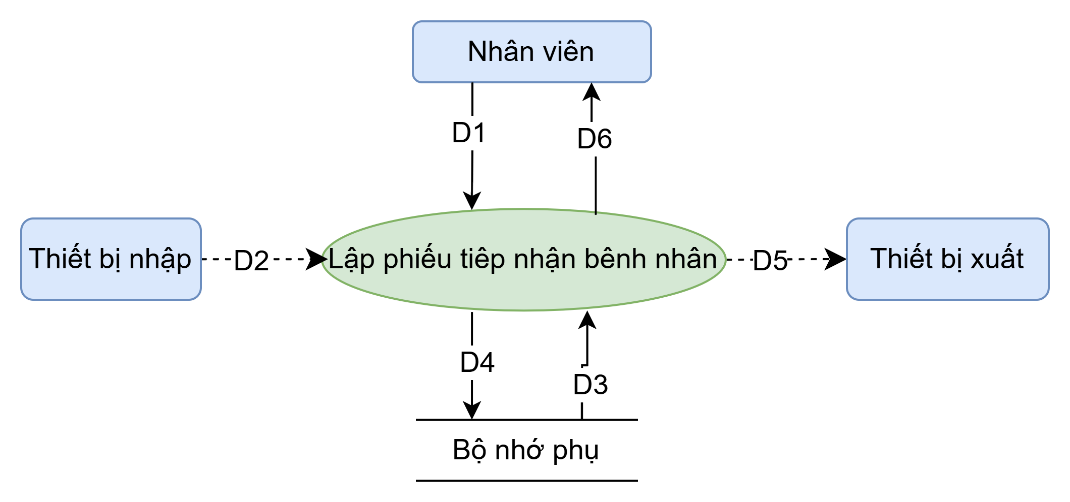 Nhân viên
D1
D6
Thiết bị nhập
D2
Lập phiếu tiêp nhận bênh nhân
D5
Thiết bị xuất
D4
D3
Bộ nhớ phụ